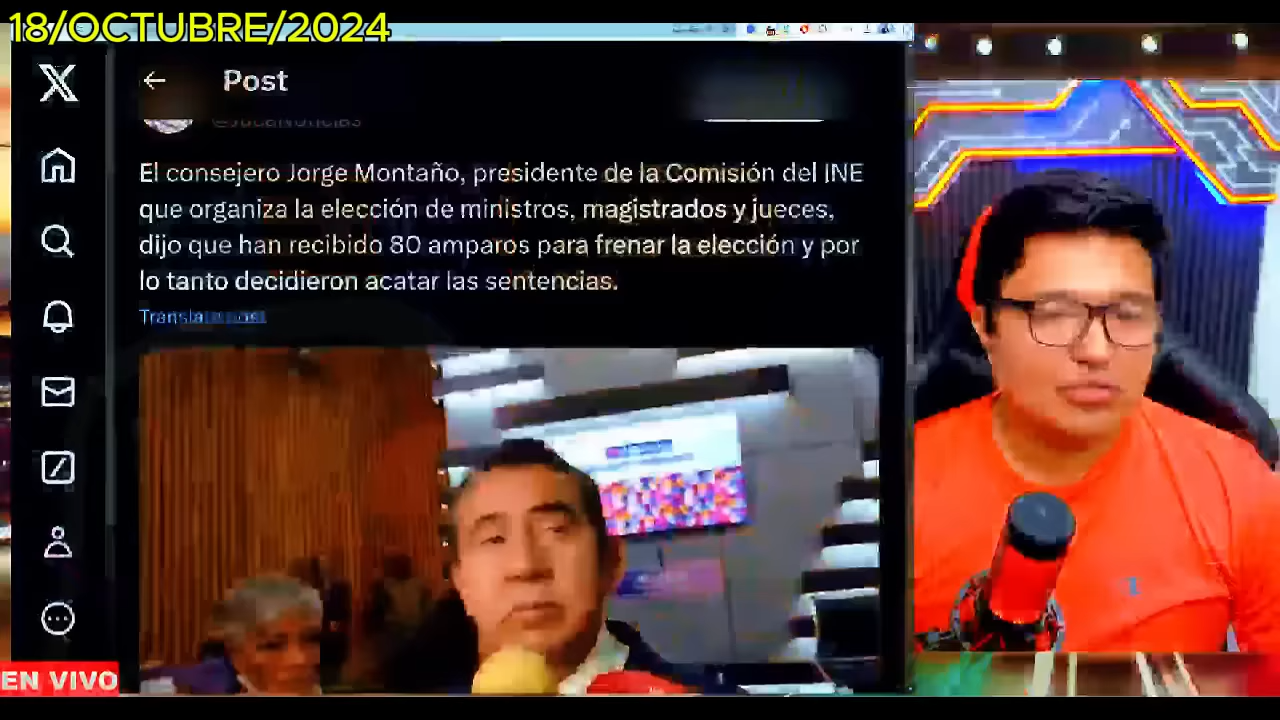 18/OCTUBRE/2024
Post
El consejero Jorge Montaño, presidente de la Comisión del INE
que organiza la elección de ministros, magistrados y jueces,
dijo que han recibido 80 amparos para frenar la elección y por
lo tanto decidieron acatar las sentencias.
Translate post
EN VIVO